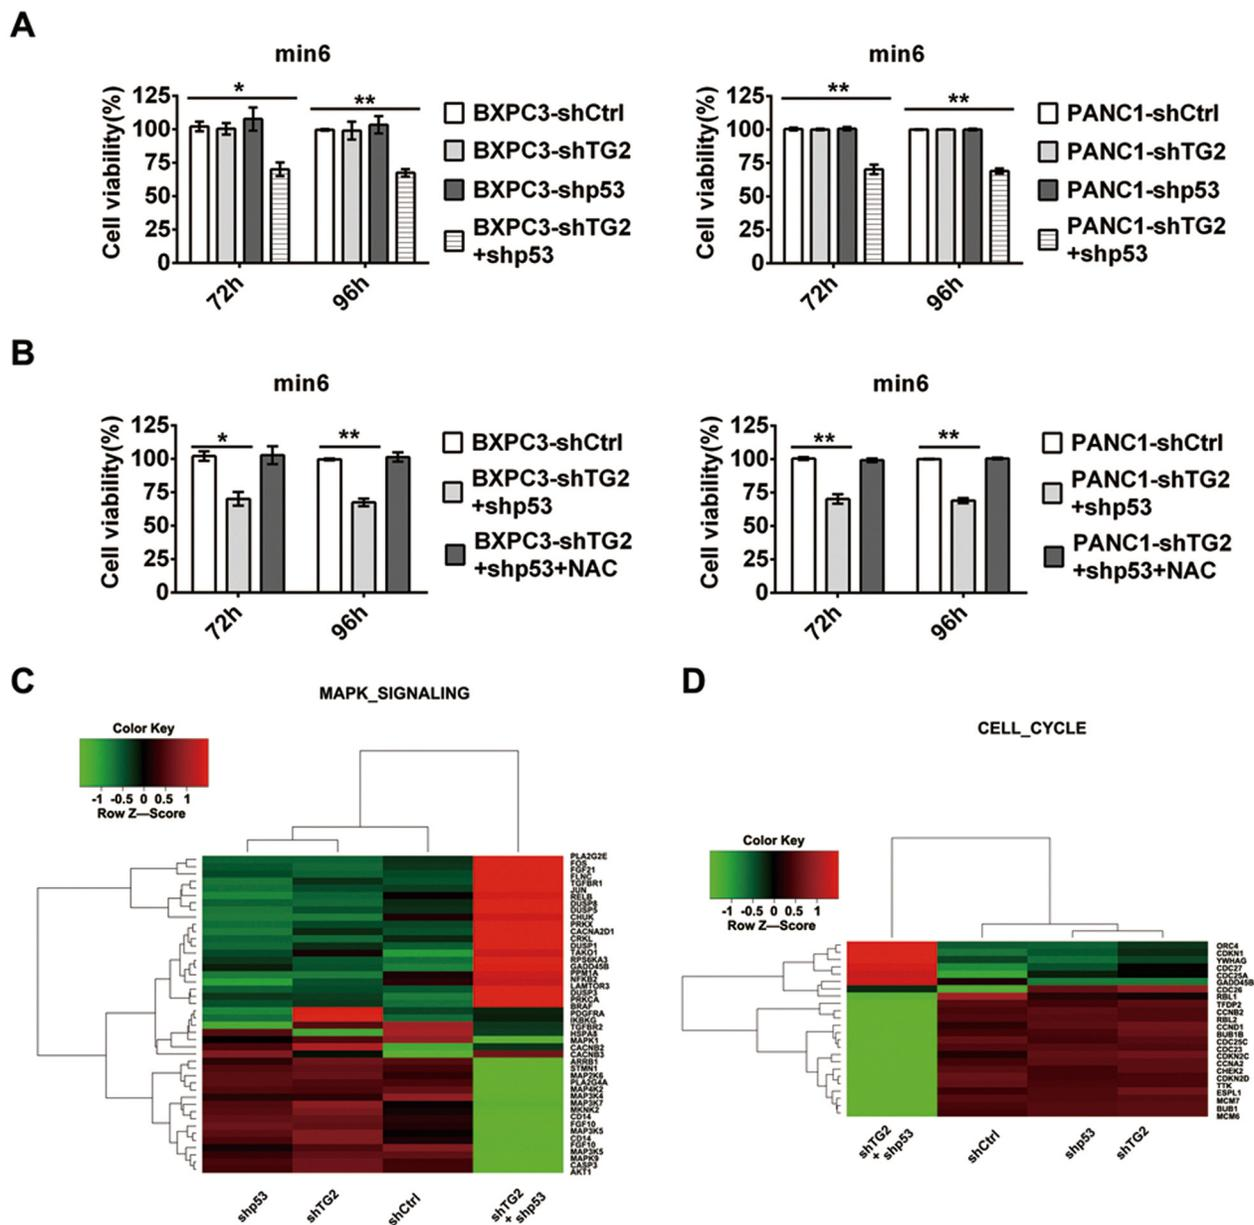 A
min6
Cell viability(%)
125
100
75
50
25
0
*
**
72h
96h
BXPC3-shCtrl
BXPC3-shTG2
BXPC3-shp53
BXPC3-shTG2
+shp53
min6
Cell viability(%)
125
100
75
50
25
0
**
**
72h
96h
PANC1-shCtrl
PANC1-shTG2
PANC1-shp53
PANC1-shTG2
+shp53
B
min6
Cell viability(%)
125
100
75
50
25
0
*
**
72h
96h
BXPC3-shCtrl
BXPC3-shTG2
+shp53
BXPC3-shTG2
+shp53+NAC
min6
Cell viability(%)
125
100
75
50
25
0
**
**
72h
96h
PANC1-shCtrl
PANC1-shTG2
+shp53
PANC1-shTG2
+shp53+NAC
C
MAPK_SIGNALING
Color Key
-1 -0.5 0 0.5 1
Row Z—Score
PLA2G2E
FOS
FGF21
FLNC
TGFBR1
JUN
RELB
DUSP8
DUSP5
CHUK
PRKX
CACNA2D1
CRKL
DUSP1
TAKO1
RPS6KA3
GADD45B
PPM1A
NFKB2
LAMTOR3
DUSP3
PRKCA
BRAF
PDGFRA
IKBKG
TGFBR2
HSPA8
MAPK1
CACNB2
CACNB3
ARRB1
STMN1
MAP2K6
PLA2G4A
MAP4K2
MAP3K4
MAP3K7
MKNK2
CD14
FGF10
MAP3K5
CD14
FGF10
MAP3K5
MAPK9
CASP3
AKT1
shp53
shTG2
shCtrl
shTG2
+ shp53
D
CELL_CYCLE
Color Key
-1 -0.5 0 0.5 1
Row Z—Score
ORC4
CDKN1
YWHAG
CDC27
CDC25A
GADD45B
CDC26
RBL1
TFDP2
CCNB2
RBL2
CCND1
BUB1B
CDC25C
CDC23
CDKN2C
CCNA2
CHEK2
CDKN2D
TTK
ESPL1
MCM7
BUB1
MCM6
shTG2
+ shp53
shCtrl
shp53
shTG2